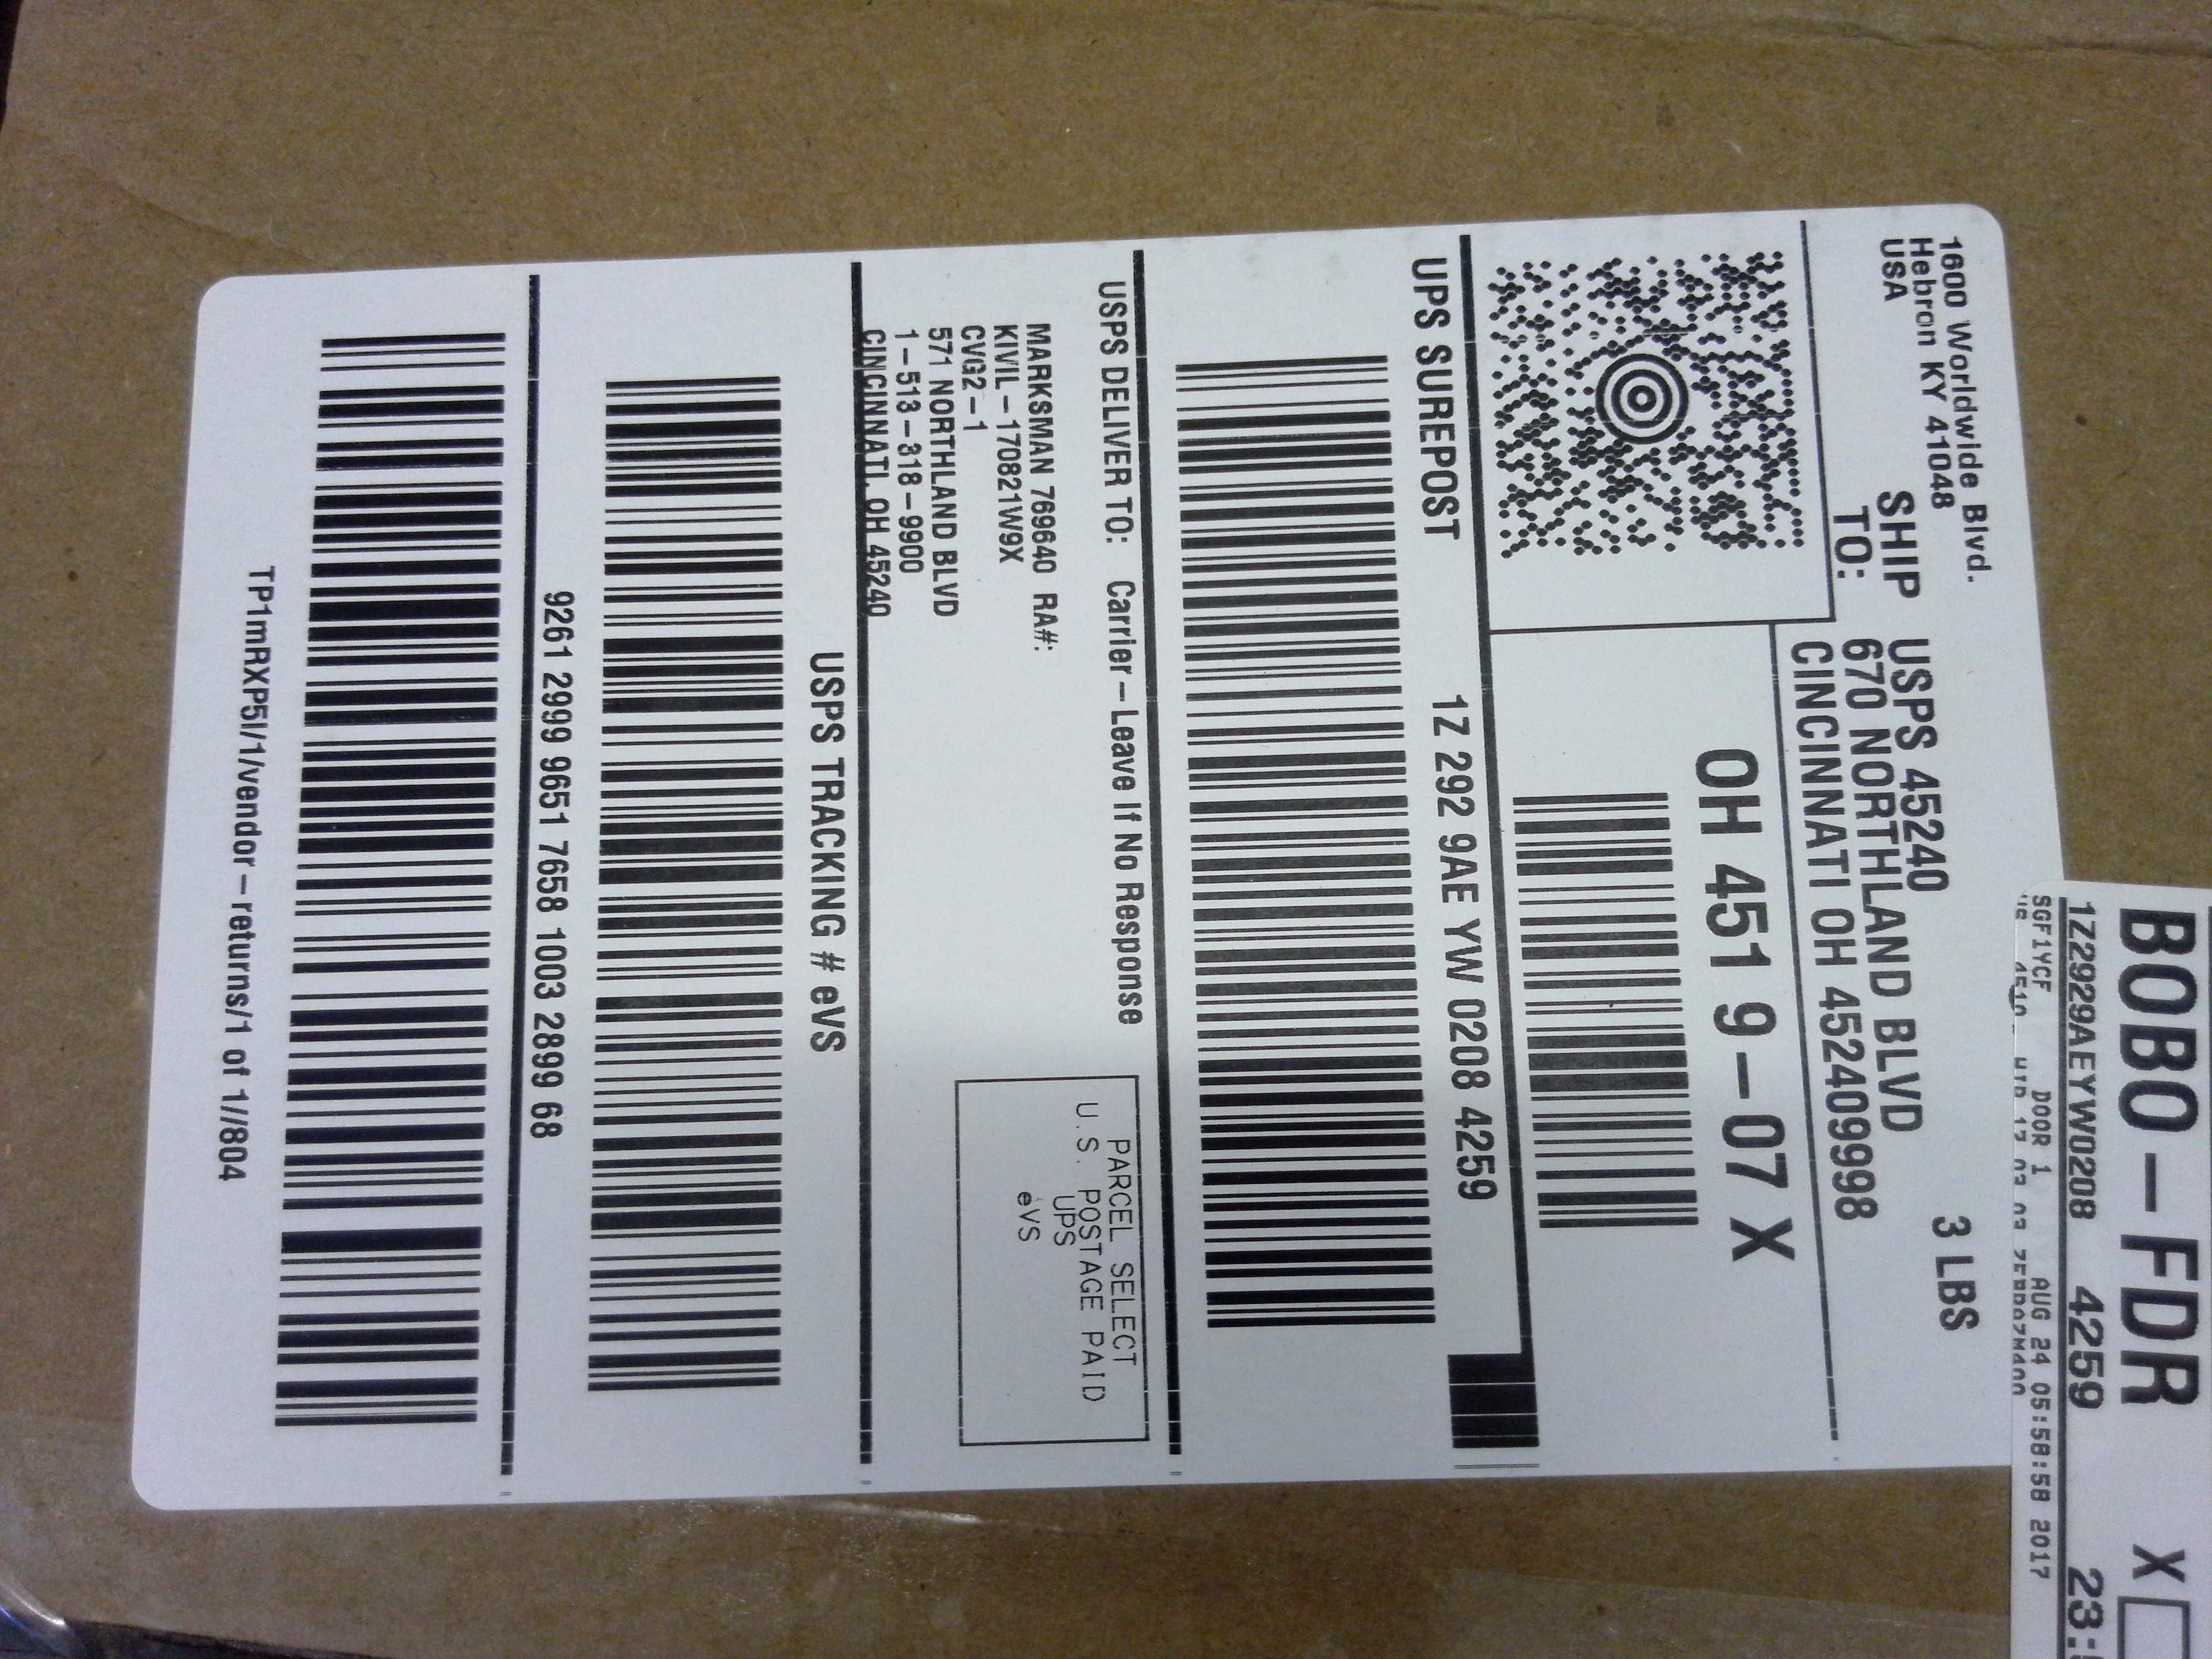 1600 Worldwide Blvd.
Hebron KY 41048
USA
3 LBS
SHIP
TO:
USPS 45240
670 NORTHLAND BLVD
CINCINNATI OH 452409998
OH 451 9-07 X
UPS SUREPOST
1Z 292 9AE YW 0208 4259
USPS DELIVER TO: Carrier-Leave If No Response
MARKSMAN 769640 RA#:
KIVIL-170821W9X
CVG2-1
571 NORTHLAND BLVD
1-513-318-9900
CINCINNATI, OH 45240
PARCEL SELECT
U.S. POSTAGE PAID
UPS
eVS
USPS TRACKING # eVS
9261 2999 9651 7658 1003 2899 68
TP1mRXP5I/1/vendor-returns/1 of 1//804
BOBO-FDR X
1Z2929AEYW0208 4259 23:
SGF1YCF DOOR 1 AUG 24 05:58:58 2017